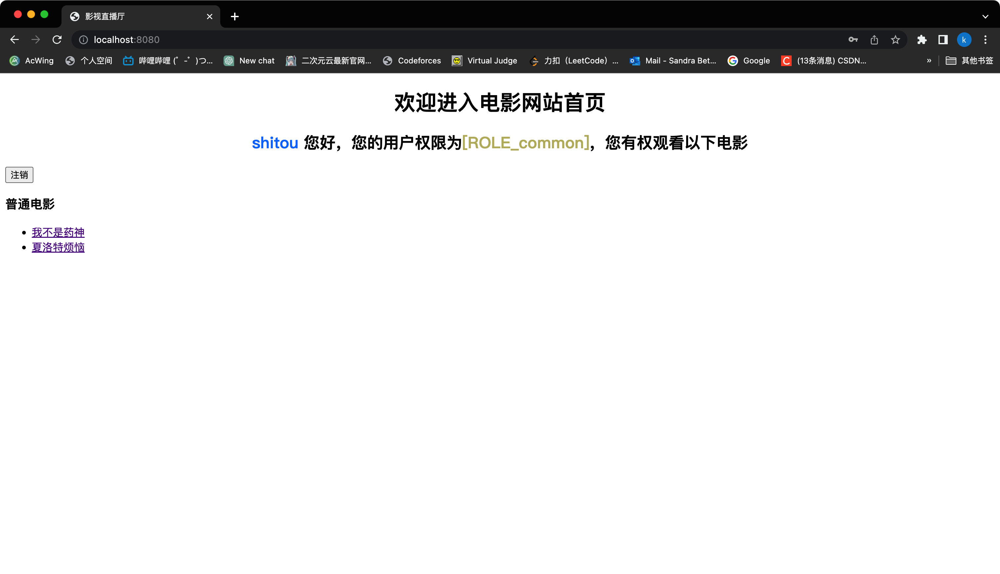 影视直播厅
localhost:8080
k
AcWing 个人空间 哔哩哔哩 (゜-゜)つ... New chat 二次元云最新官网... Codeforces Virtual Judge 力扣（LeetCode）... Mail - Sandra Bet... Google (13条消息) CSDN... » 其他书签
欢迎进入电影网站首页
shitou 您好，您的用户权限为[ROLE_common]，您有权观看以下电影
注销
普通电影
我不是药神
夏洛特烦恼